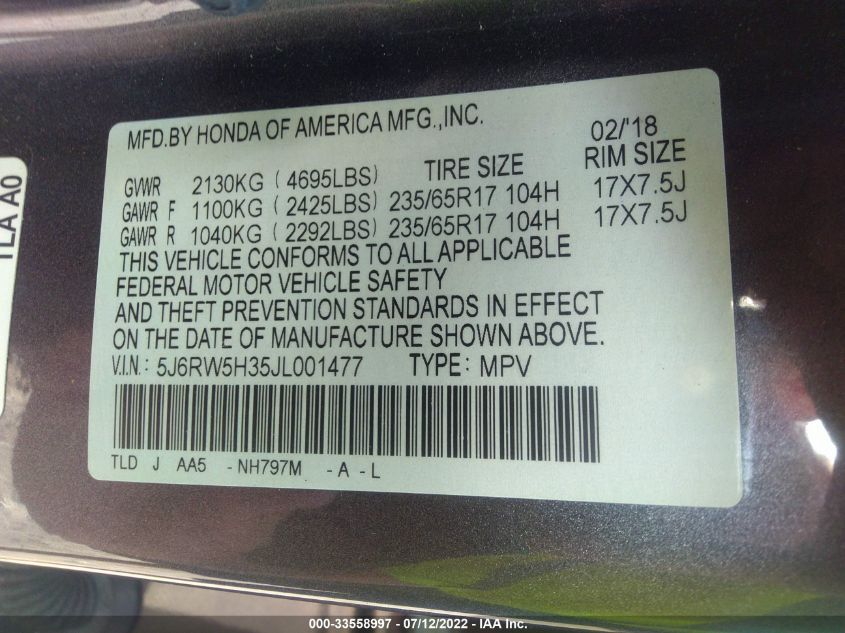 MFD.BY HONDA OF AMERICA MFG.,INC. 02/'18
TIRE SIZE RIM SIZE
GVWR 2130KG ( 4695LBS)
GAWR F 1100KG ( 2425LBS) 235/65R17 104H 17X7.5J
GAWR R 1040KG ( 2292LBS) 235/65R17 104H 17X7.5J
THIS VEHICLE CONFORMS TO ALL APPLICABLE
FEDERAL MOTOR VEHICLE SAFETY
AND THEFT PREVENTION STANDARDS IN EFFECT
ON THE DATE OF MANUFACTURE SHOWN ABOVE.
V.I.N.: 5J6RW5H35JL001477 TYPE: MPV
TLD J AA5 - NH797M - A - L
TLA A0
000-33558997 - 07/12/2022 - IAA Inc.